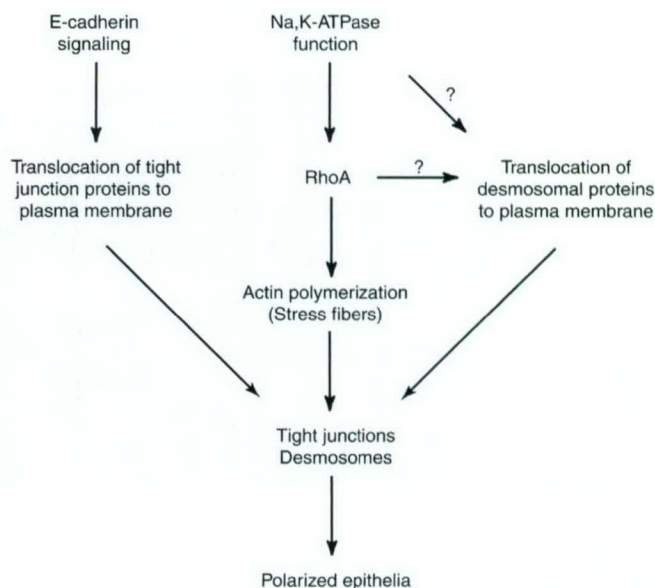 E-cadherin
signaling
Na,K-ATPase
function
?
Translocation of tight
junction proteins to
plasma membrane
RhoA
?
Translocation of
desmosomal proteins
to plasma membrane
Actin polymerization
(Stress fibers)
Tight junctions
Desmosomes
Polarized epithelia